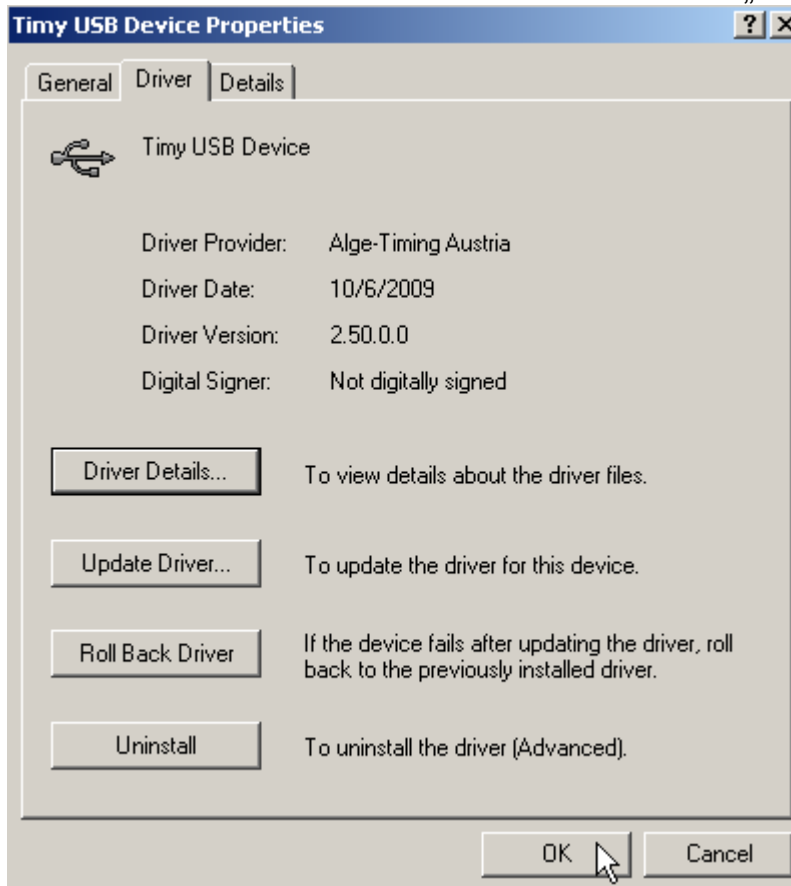 Timy USB Device Properties
General Driver Details
Timy USB Device
Driver Provider: Alge-Timing Austria
Driver Date: 10/6/2009
Driver Version: 2.50.0.0
Digital Signer: Not digitally signed
Driver Details... To view details about the driver files.
Update Driver... To update the driver for this device.
Roll Back Driver If the device fails after updating the driver, roll
back to the previously installed driver.
Uninstall To uninstall the driver (Advanced).
OK Cancel